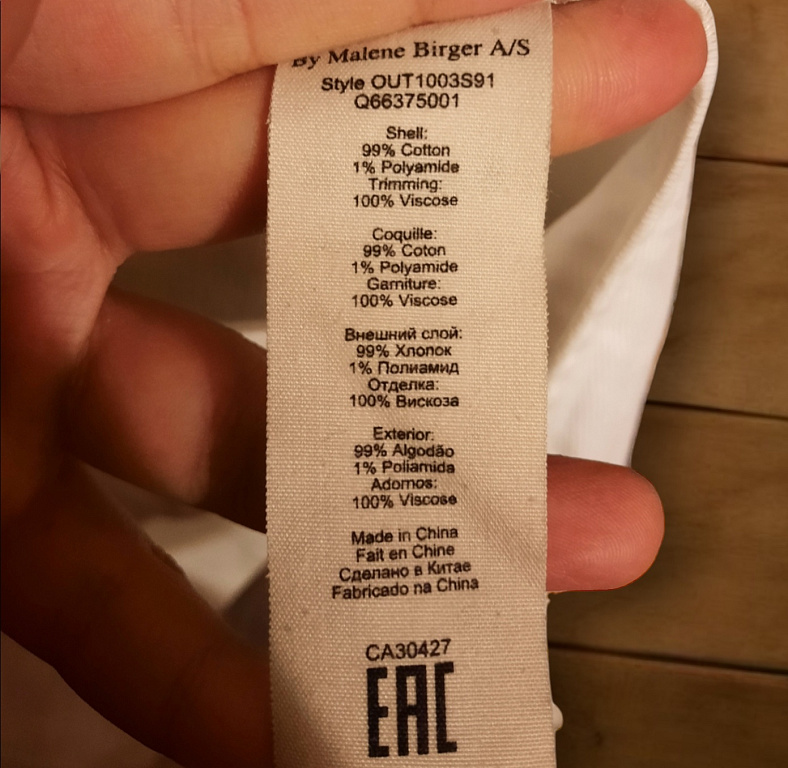 By Malene Birger A/S
Style OUT1003S91
Q66375001
Shell:
99% Cotton
1% Polyamide
Trimming:
100% Viscose
Coquille:
99% Coton
1% Polyamide
Garniture:
100% Viscose
Внешний слой:
99% Хлопок
1% Полиамид
Отделка:
100% Вискоза
Exterior:
99% Algodão
1% Poliamida
Adornos:
100% Viscose
Made in China
Fait en Chine
Сделано в Китае
Fabricado na China
CA30427
EAC